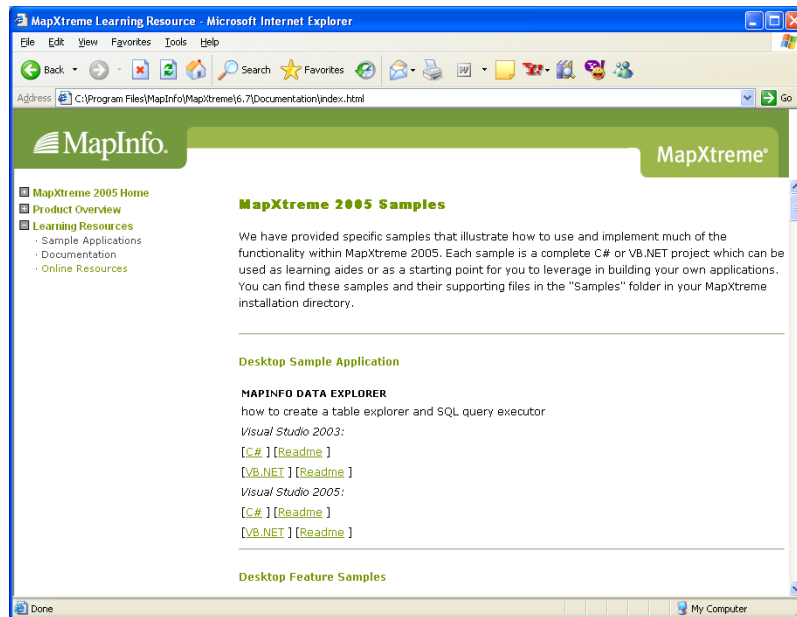 MapXtreme Learning Resource - Microsoft Internet Explorer
File Edit View Favorites Tools Help
Back Search Favorites
Address C:\Program Files\MapInfo\MapXtreme\6.7\Documentation\index.html Go
MapInfo.
MapXtreme®
MapXtreme 2005 Home
Product Overview
Learning Resources
· Sample Applications
· Documentation
· Online Resources
MapXtreme 2005 Samples
We have provided specific samples that illustrate how to use and implement much of the
functionality within MapXtreme 2005. Each sample is a complete C# or VB.NET project which can be
used as learning aides or as a starting point for you to leverage in building your own applications.
You can find these samples and their supporting files in the "Samples" folder in your MapXtreme
installation directory.
Desktop Sample Application
MAPINFO DATA EXPLORER
how to create a table explorer and SQL query executor
Visual Studio 2003:
[C# ] [Readme ]
[VB.NET ] [Readme ]
Visual Studio 2005:
[C# ] [Readme ]
[VB.NET ] [Readme ]
Desktop Feature Samples
Done My Computer